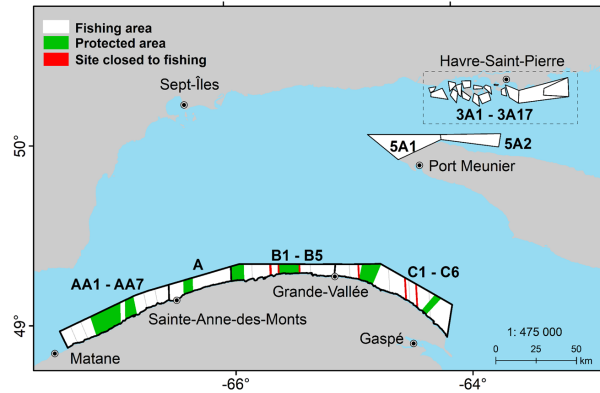 Fishing area
Protected area
Site closed to fishing
Havre-Saint-Pierre
Sept-Îles
3A1 - 3A17
5A1
5A2
50°
Port Meunier
B1 - B5
A
C1 - C6
AA1 - AA7
Grande-Vallée
Sainte-Anne-des-Monts
49°
1: 475 000
Gaspé
Matane
0 25 50
km
-66° -64°